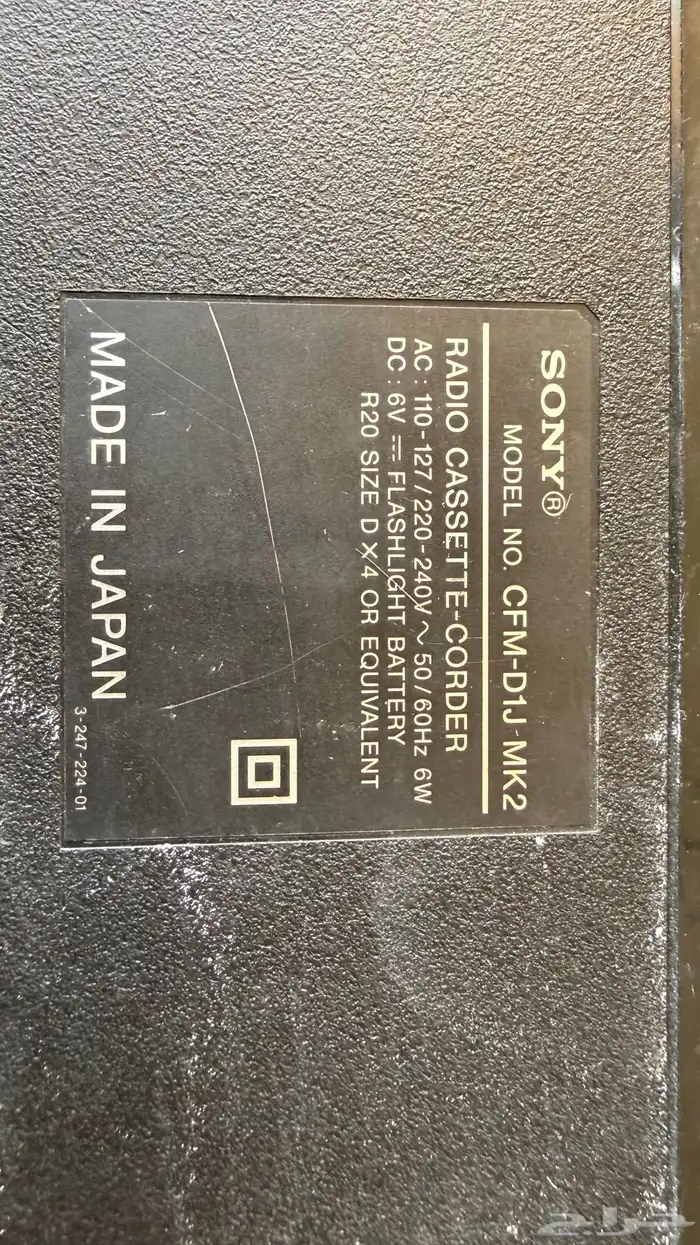 SONY®
MODEL NO. CFM-D1J MK2
RADIO CASSETTE-CORDER
AC : 110-127/220-240V ~ 50/60Hz 6W
DC : 6V ⎓ FLASHLIGHT BATTERY
R20 SIZE D X 4 OR EQUIVALENT
MADE IN JAPAN
3-247-224-01
حراج